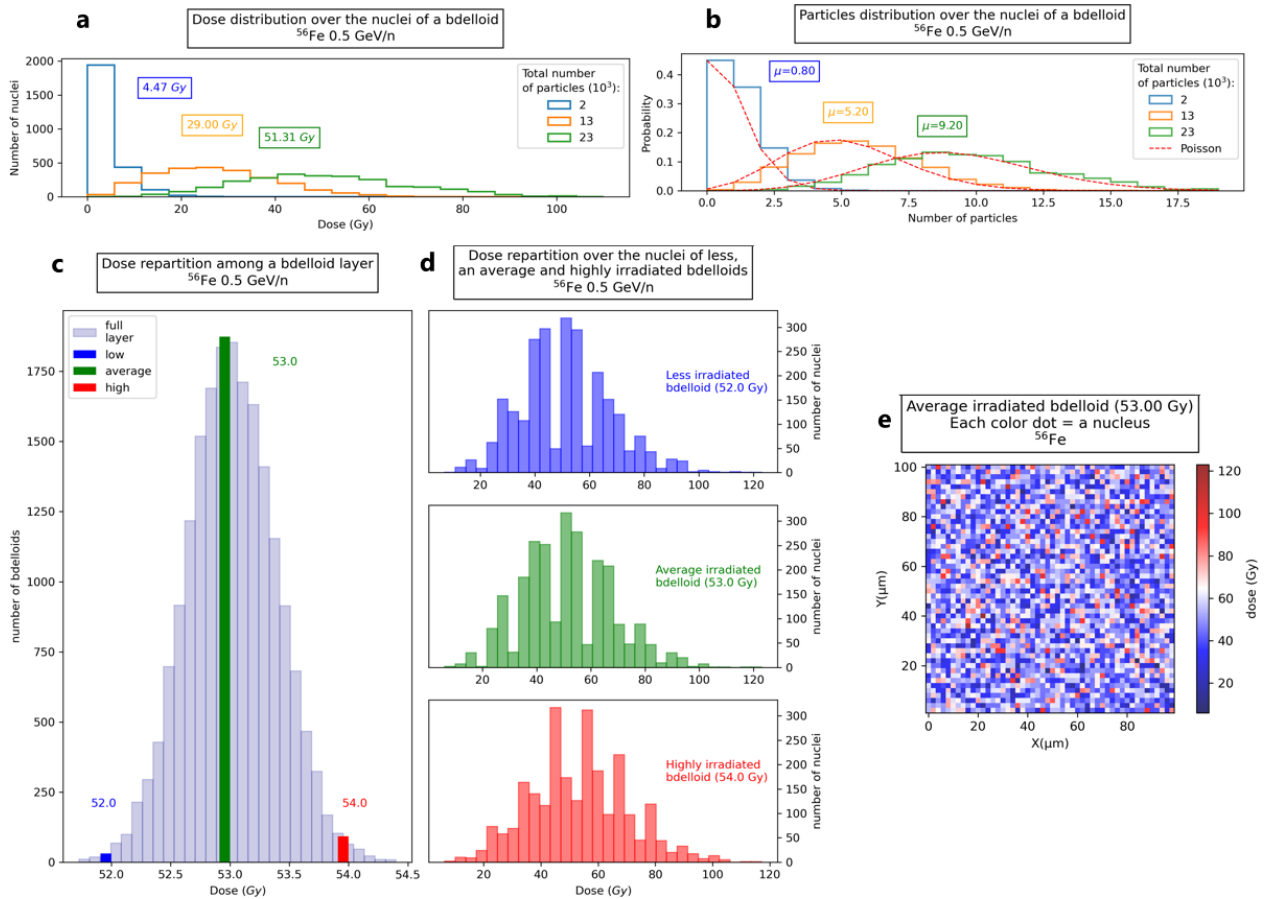 a
Dose distribution over the nuclei of a bdelloid
⁵⁶Fe 0.5 GeV/n
Number of nuclei
2000
1500
1000
500
0
4.47 Gy
29.00 Gy
51.31 Gy
Total number
of particles (10³):
2
13
23
0
20
40
60
80
100
Dose (Gy)
b
Particles distribution over the nuclei of a bdelloid
⁵⁶Fe 0.5 GeV/n
Probability
0.4
0.3
0.2
0.1
0.0
μ=0.80
μ=5.20
μ=9.20
Total number
of particles (10³):
2
13
23
Poisson
0.0
2.5
5.0
7.5
10.0
12.5
15.0
17.5
Number of particles
c
Dose repartition among a bdelloid layer
⁵⁶Fe 0.5 GeV/n
full
layer
low
average
high
53.0
52.0
54.0
number of bdelloids
1750
1500
1250
1000
750
500
250
0
52.0
52.5
53.0
53.5
54.0
54.5
Dose (Gy)
d
Dose repartition over the nuclei of less,
an average and highly irradiated bdelloids
⁵⁶Fe 0.5 GeV/n
Less irradiated
bdelloid (52.0 Gy)
300
250
200
150
100
50
0
number of nuclei
20
40
60
80
100
120
Average irradiated
bdelloid (53.0 Gy)
300
250
200
150
100
50
0
number of nuclei
20
40
60
80
100
120
Highly irradiated
bdelloid (54.0 Gy)
300
250
200
150
100
50
0
number of nuclei
20
40
60
80
100
120
Dose (Gy)
e
Average irradiated bdelloid (53.00 Gy)
Each color dot = a nucleus
⁵⁶Fe
Y(μm)
100
80
60
40
20
0
20
40
60
80
X(μm)
120
100
80
60
40
20
dose (Gy)